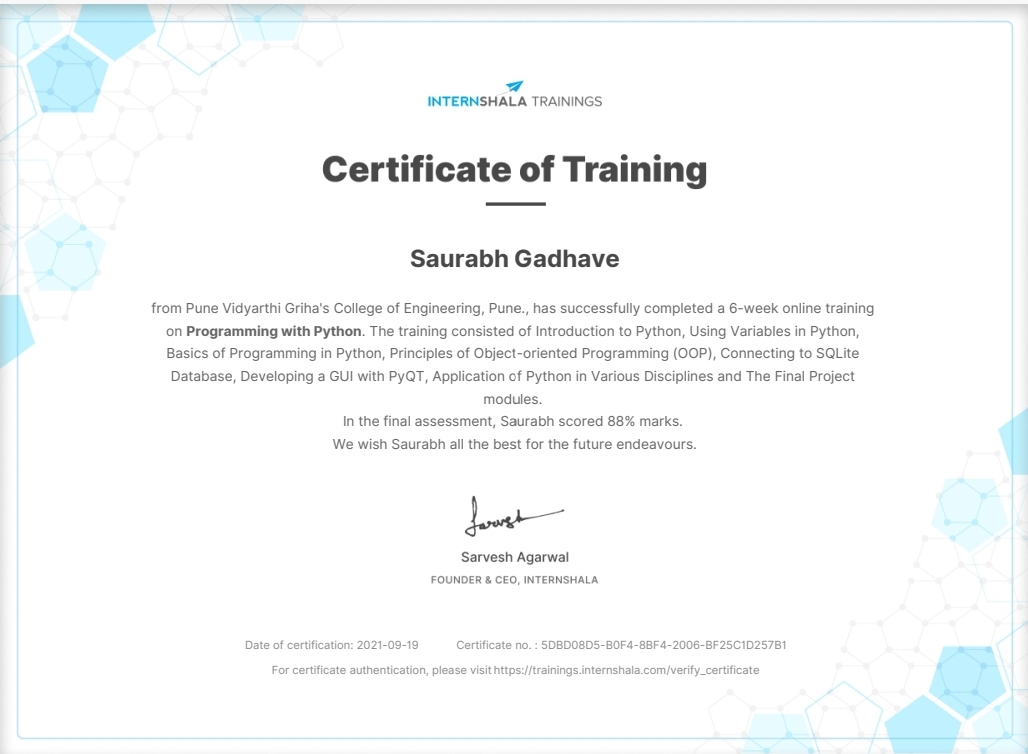 INTERNSHALA TRAININGS
Certificate of Training
Saurabh Gadhave
from Pune Vidyarthi Griha's College of Engineering, Pune., has successfully completed a 6-week online training
on Programming with Python. The training consisted of Introduction to Python, Using Variables in Python,
Basics of Programming in Python, Principles of Object-oriented Programming (OOP), Connecting to SQLite
Database, Developing a GUI with PyQT, Application of Python in Various Disciplines and The Final Project
modules.
In the final assessment, Saurabh scored 88% marks.
We wish Saurabh all the best for the future endeavours.
Sarvesh
Sarvesh Agarwal
FOUNDER & CEO, INTERNSHALA
Date of certification: 2021-09-19 Certificate no. : 5DBD08D5-B0F4-8BF4-2006-BF25C1D257B1
For certificate authentication, please visit https://trainings.internshala.com/verify_certificate